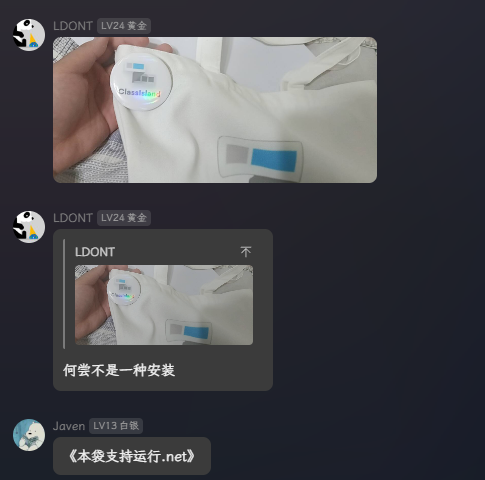 LDONT LV24 黄金
ClassIsland
LDONT LV24 黄金
LDONT 不
ClassIsland
何尝不是一种安装
Javen LV13 白银
《本袋支持运行.net》